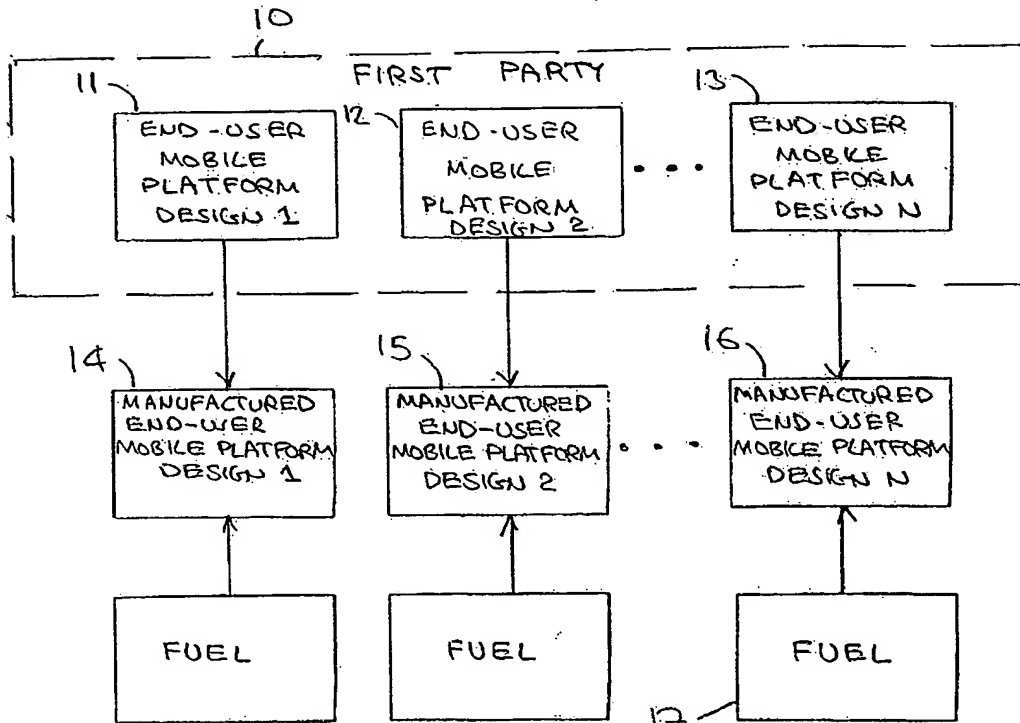 10
FIRST PARTY
11
END-USER
MOBILE
PLATFORM
DESIGN 1
12
END-USER
MOBILE
PLATFORM
DESIGN 2
13
END-USER
MOBILE
PLATFORM
DESIGN N
14
MANUFACTURED
END-USER
MOBILE PLATFORM
DESIGN 1
15
MANUFACTURED
END-USER
MOBILE PLATFORM
DESIGN 2
16
MANUFACTURED
END-USER
MOBILE PLATFORM
DESIGN N
FUEL
FUEL
FUEL